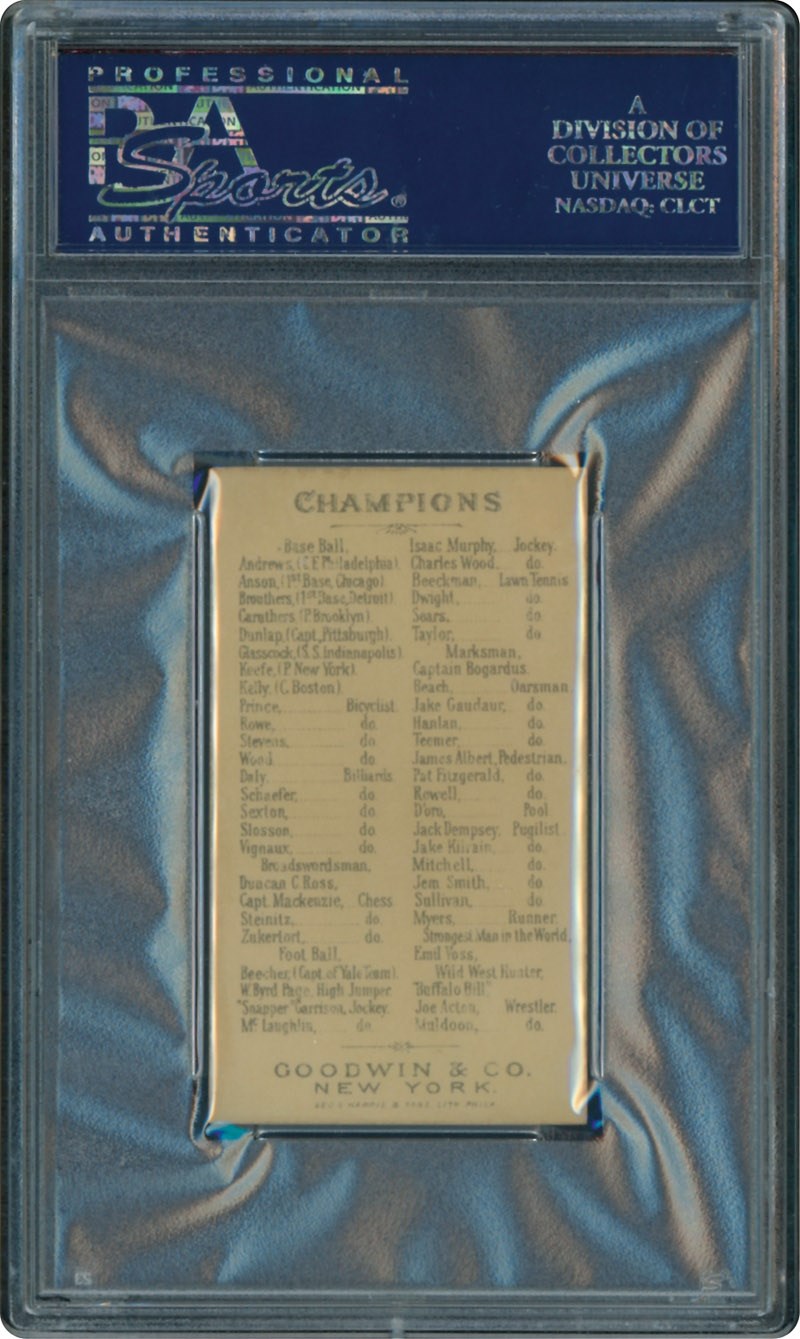 PROFESSIONAL
PSA
Sports®
AUTHENTICATOR
A
DIVISION OF
COLLECTORS
UNIVERSE
NASDAQ: CLCT
CHAMPIONS
Base Ball,
Andrews, (C.F. Philadelphia).
Anson, (1st Base, Chicago).
Brouthers, (1st Base, Detroit).
Caruthers, (P. Brooklyn).
Dunlap, (Capt. Pittsburgh).
Glasscock, (S.S. Indianapolis).
Keefe, (P. New York).
Kelly, (C. Boston).
Prince, Bicyclist.
Rowe, do.
Stevens, do.
Wood, do.
Daly, Billiards.
Schaefer, do.
Sexton, do.
Slosson, do.
Vignaux, do.
Broadswordsman,
Duncan C. Ross,
Capt. Mackenzie, Chess.
Steinitz, do.
Zukertort, do.
Foot Ball,
Beecher, (Capt. of Yale Team).
W. Byrd Page, High Jumper.
"Snapper" Garrison, Jockey.
McLaughlin, do.
Isaac Murphy, Jockey.
Charles Wood, do.
Beeckman, Lawn Tennis
Dwight, do.
Sears, do.
Taylor, do.
Marksman,
Captain Bogardus.
Beach, Oarsman.
Jake Gaudaur, do.
Hanlan, do.
Teemer, do.
James Albert, Pedestrian.
Pat Fitzgerald, do.
Rowell, do.
D'oro, Pool.
Jack Dempsey, Pugilist.
Jake Kilrain, do.
Mitchell, do.
Jem Smith, do.
Sullivan, do.
Myers, Runner.
Strongest Man in the World,
Emil Voss,
Wild West Hunter,
"Buffalo Bill"
Joe Acton, Wrestler.
Muldoon, do.
GOODWIN & CO.
NEW YORK.
GEO. S. HARRIS & SONS LITH. PHILA.